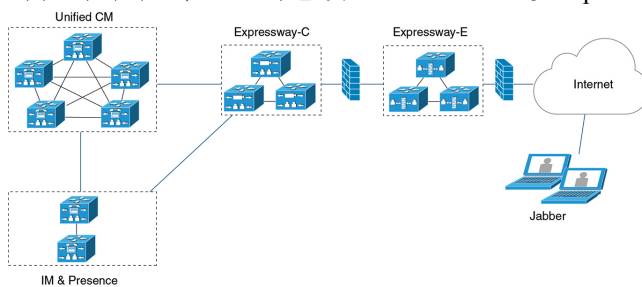 Unified CM
Expressway-C
Expressway-E
Internet
Jabber
IM & Presence